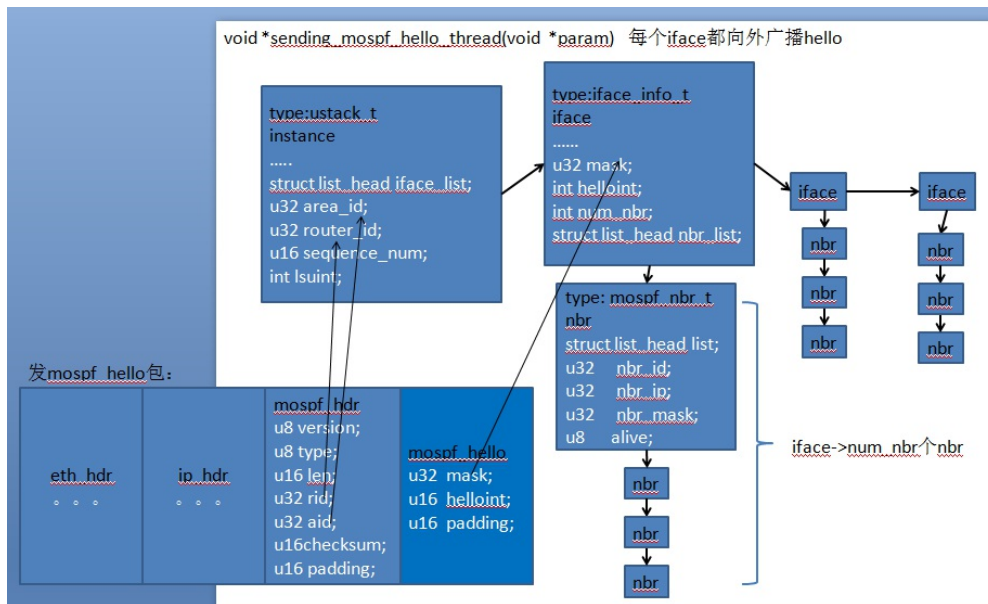 void *sending_mospf_hello_thread(void *param) 每个iface都向外广播hello
type:ustack_t
instance
.....
struct list_head iface_list;
u32 area_id;
u32 router_id;
u16 sequence_num;
int lsuint;
type:iface_info_t
iface
......
u32 mask;
int helloint;
int num_nbr;
struct list_head nbr_list;
iface
iface
nbr
nbr
nbr
nbr
nbr
nbr
type: mospf_nbr_t
nbr
struct list_head list;
u32 nbr_id;
u32 nbr_ip;
u32 nbr_mask;
u8 alive;
nbr
nbr
nbr
iface->num_nbr个nbr
发mospf_hello包：
eth_hdr
。。。
ip_hdr
。。。
mospf_hdr
u8 version;
u8 type;
u16 len;
u32 rid;
u32 aid;
u16checksum;
u16 padding;
mospf_hello
u32 mask;
u16 helloint;
u16 padding;